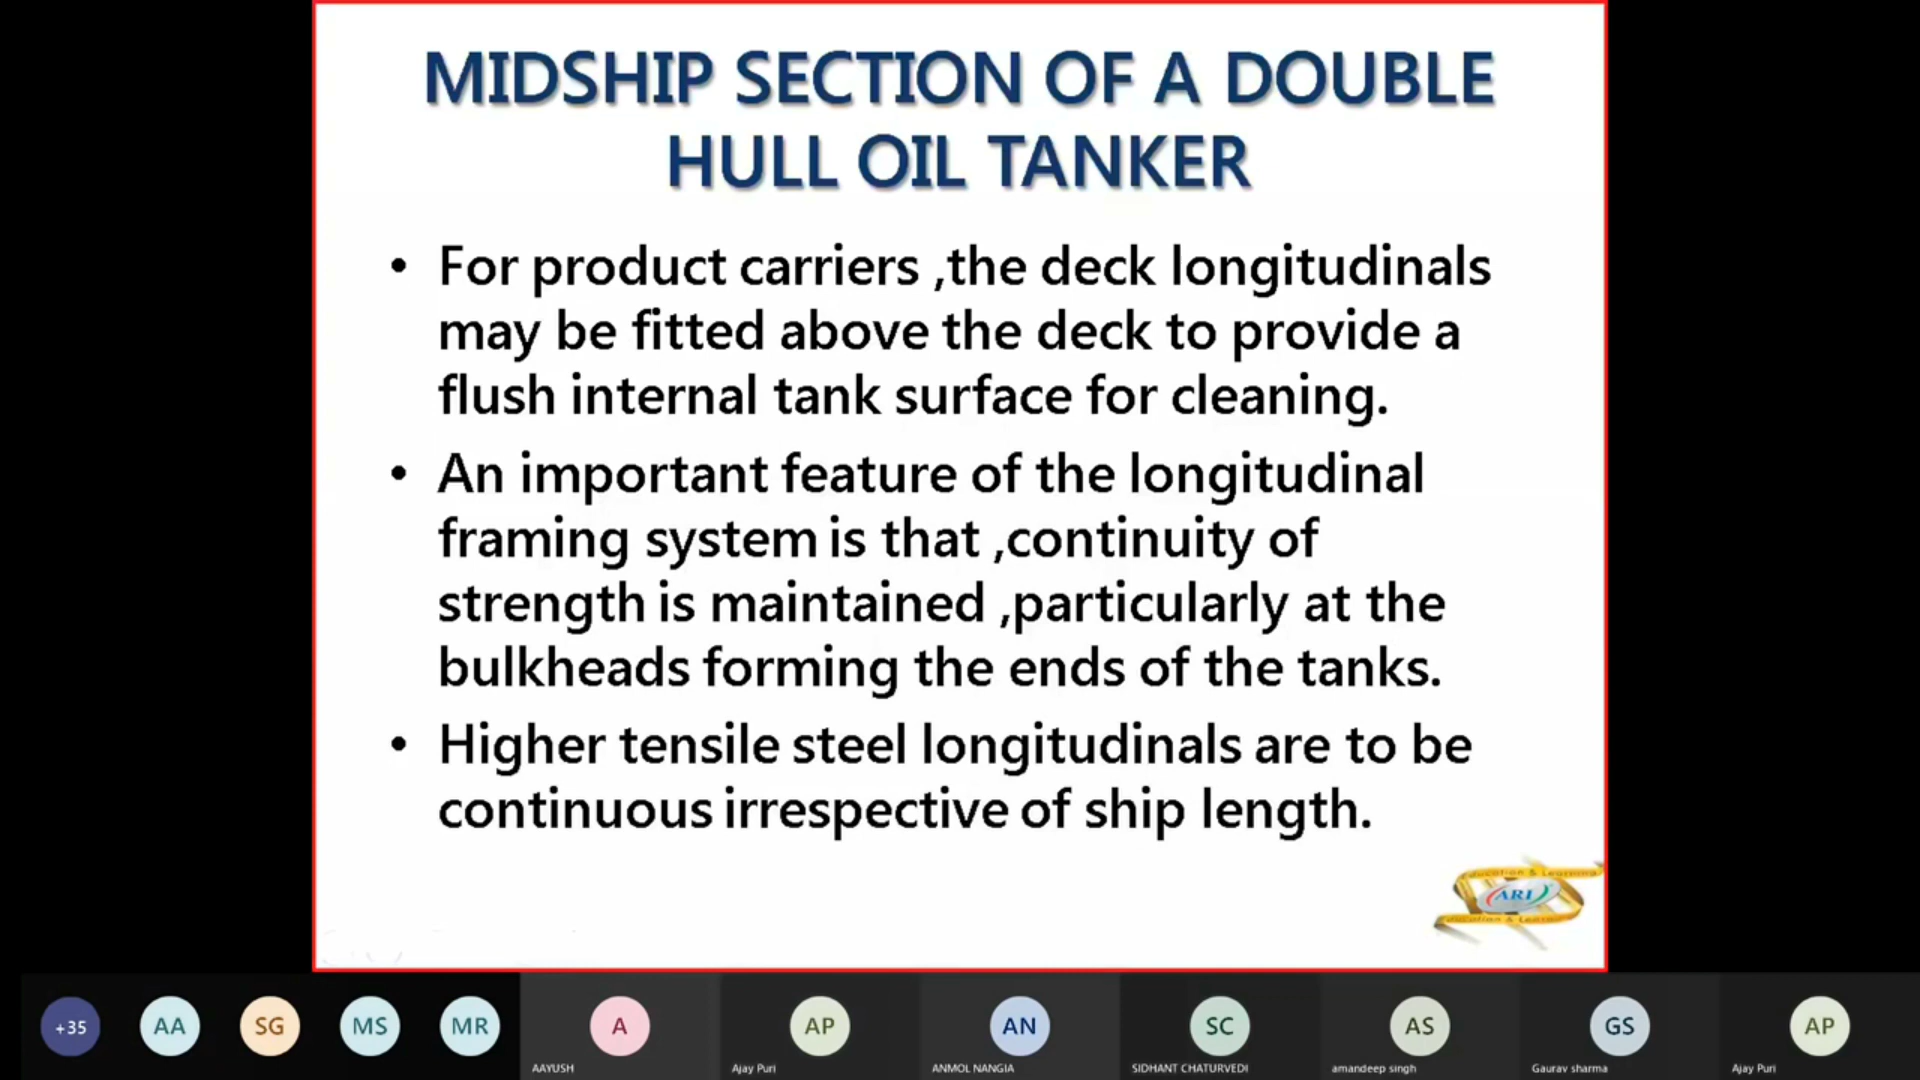 MIDSHIP SECTION OF A DOUBLE
HULL OIL TANKER
• For product carriers ,the deck longitudinals
may be fitted above the deck to provide a
flush internal tank surface for cleaning.
• An important feature of the longitudinal
framing system is that ,continuity of
strength is maintained ,particularly at the
bulkheads forming the ends of the tanks.
• Higher tensile steel longitudinals are to be
continuous irrespective of ship length.
Education & Learning
ARI
Education & Learning
+35
AA
SG
MS
MR
A
AP
AN
SC
AS
GS
AP
AAYUSH
Ajay Puri
ANMOL NANGIA
SIDHANT CHATURVEDI
amandeep singh
Gaurav sharma
Ajay Puri